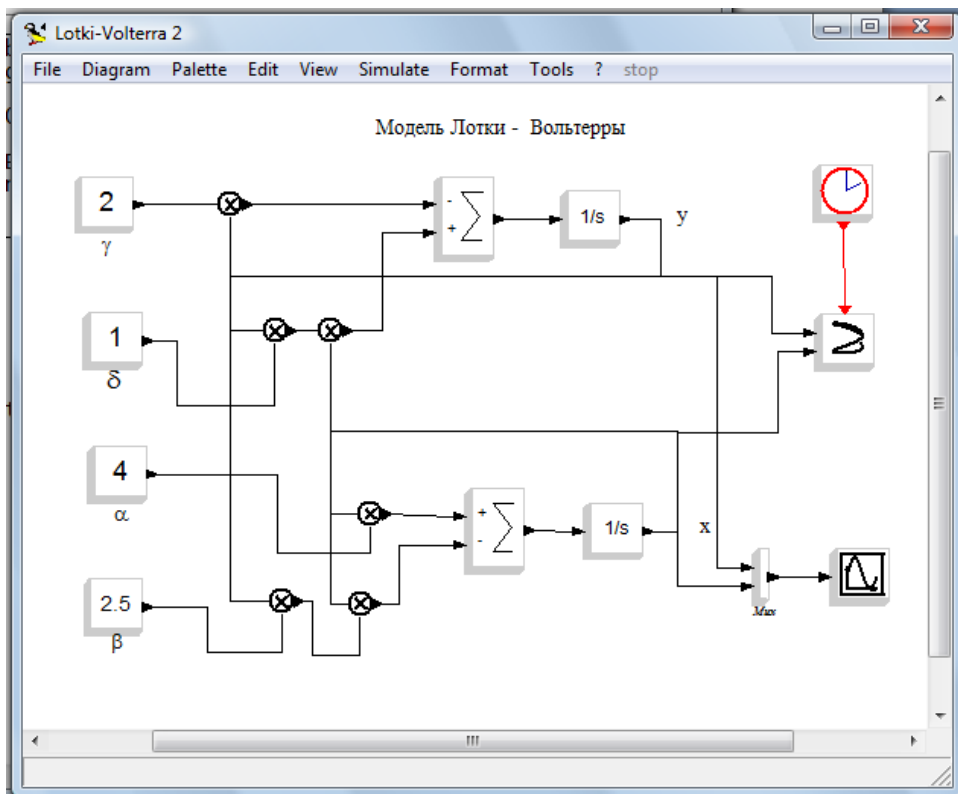 Lotki-Volterra 2
File Diagram Palette Edit View Simulate Format Tools ? stop
Модель Лотки - Вольтерры
2
γ
-
+
1/s
y
1
δ
4
α
+
-
1/s
x
2.5
β
Mux